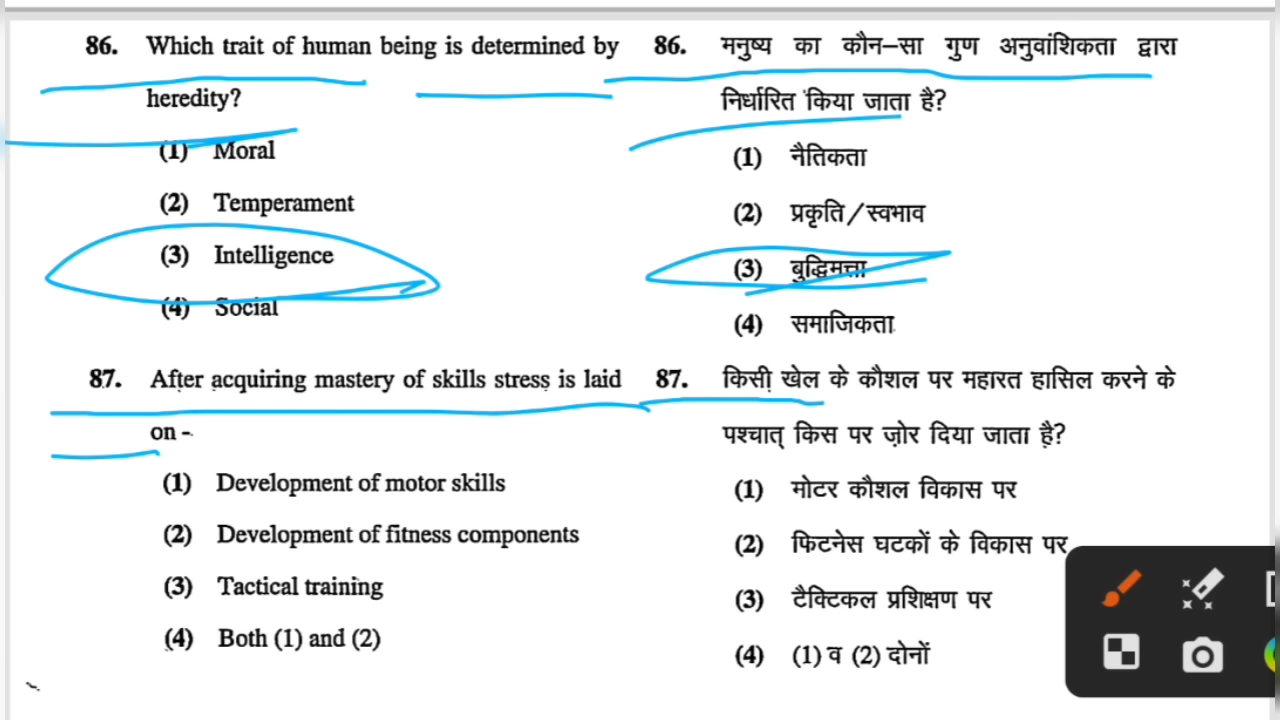 86. Which trait of human being is determined by
heredity?
(1) Moral
(2) Temperament
(3) Intelligence
(4) Social
87. After acquiring mastery of skills stress is laid
on -
(1) Development of motor skills
(2) Development of fitness components
(3) Tactical training
(4) Both (1) and (2)
86. मनुष्य का कौन–सा गुण अनुवांशिकता द्वारा
निर्धारित किया जाता है?
(1) नैतिकता
(2) प्रकृति/स्वभाव
(3) बुद्धिमत्ता
(4) समाजिकता
87. किसी खेल के कौशल पर महारत हासिल करने के
पश्चात् किस पर ज़ोर दिया जाता है?
(1) मोटर कौशल विकास पर
(2) फिटनेस घटकों के विकास पर
(3) टैक्टिकल प्रशिक्षण पर
(4) (1) व (2) दोनों